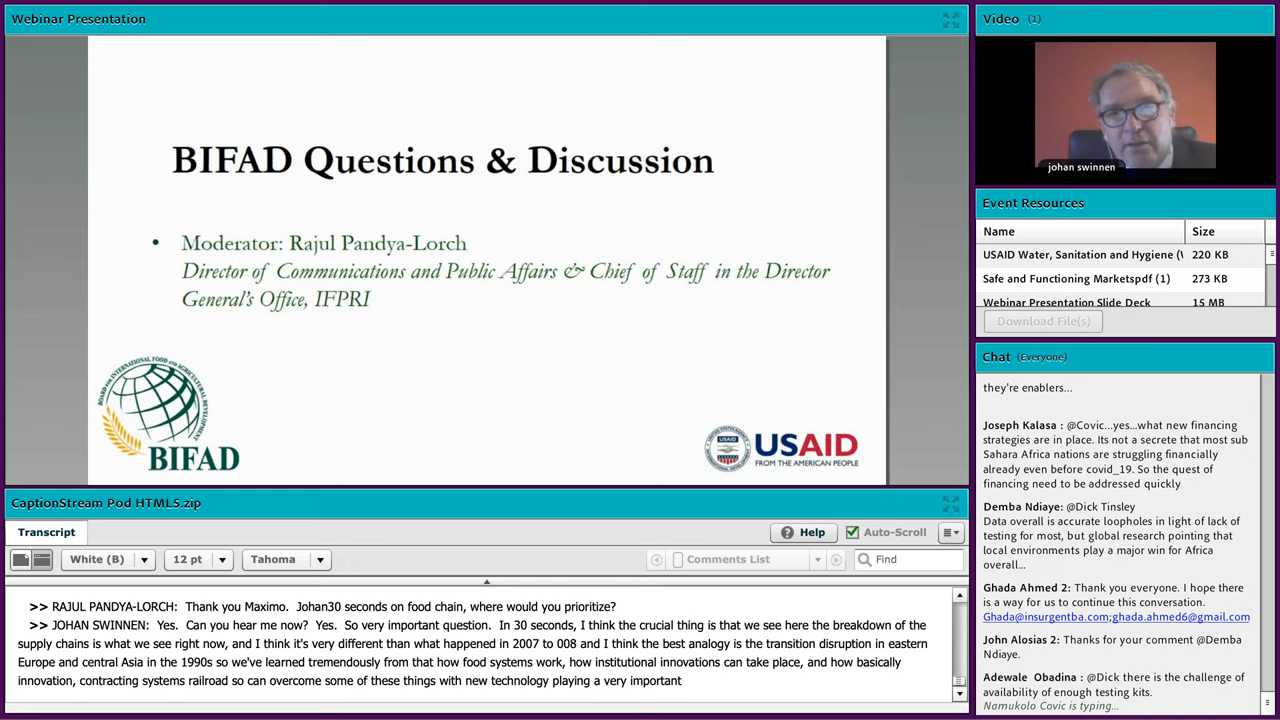 Webinar Presentation
BIFAD Questions & Discussion
• Moderator: Rajul Pandya-Lorch
Director of Communications and Public Affairs & Chief of Staff in the Director
General's Office, IFPRI
BOARD FOR INTERNATIONAL FOOD AND AGRICULTURAL DEVELOPMENT
BIFAD
USAID
FROM THE AMERICAN PEOPLE
CaptionStream Pod HTML5.zip
Transcript
Help
Auto-Scroll
White (B)
12 pt
Tahoma
Comments List
Find
>> RAJUL PANDYA-LORCH: Thank you Maximo. Johan30 seconds on food chain, where would you prioritize?
>> JOHAN SWINNEN: Yes. Can you hear me now? Yes. So very important question. In 30 seconds, I think the crucial thing is that we see here the breakdown of the
supply chains is what we see right now, and I think it's very different than what happened in 2007 to 008 and I think the best analogy is the transition disruption in eastern
Europe and central Asia in the 1990s so we've learned tremendously from that how food systems work, how institutional innovations can take place, and how basically
innovation, contracting systems railroad so can overcome some of these things with new technology playing a very important
Video (1)
johan swinnen
Event Resources
Name Size
USAID Water, Sanitation and Hygiene (\ 220 KB
Safe and Functioning Marketspdf (1) 273 KB
Webinar Presentation Slide Deck 15 MB
Download File(s)
Chat (Everyone)
they're enablers...
Joseph Kalasa : @Covic...yes...what new financing
strategies are in place. Its not a secrete that most sub
Sahara Africa nations are struggling financially
already even before covid_19. So the quest of
financing need to be addressed quickly
Demba Ndiaye: @Dick Tinsley
Data overall is accurate loopholes in light of lack of
testing for most, but global research pointing that
local environments play a major win for Africa
overall...
Ghada Ahmed 2: Thank you everyone. I hope there
is a way for us to continue this conversation.
Ghada@insurgentba.com;ghada.ahmed6@gmail.com
John Alosias 2: Thanks for your comment @Demba
Ndiaye.
Adewale Obadina : @Dick there is the challenge of
availability of enough testing kits.
Namukolo Covic is typing...